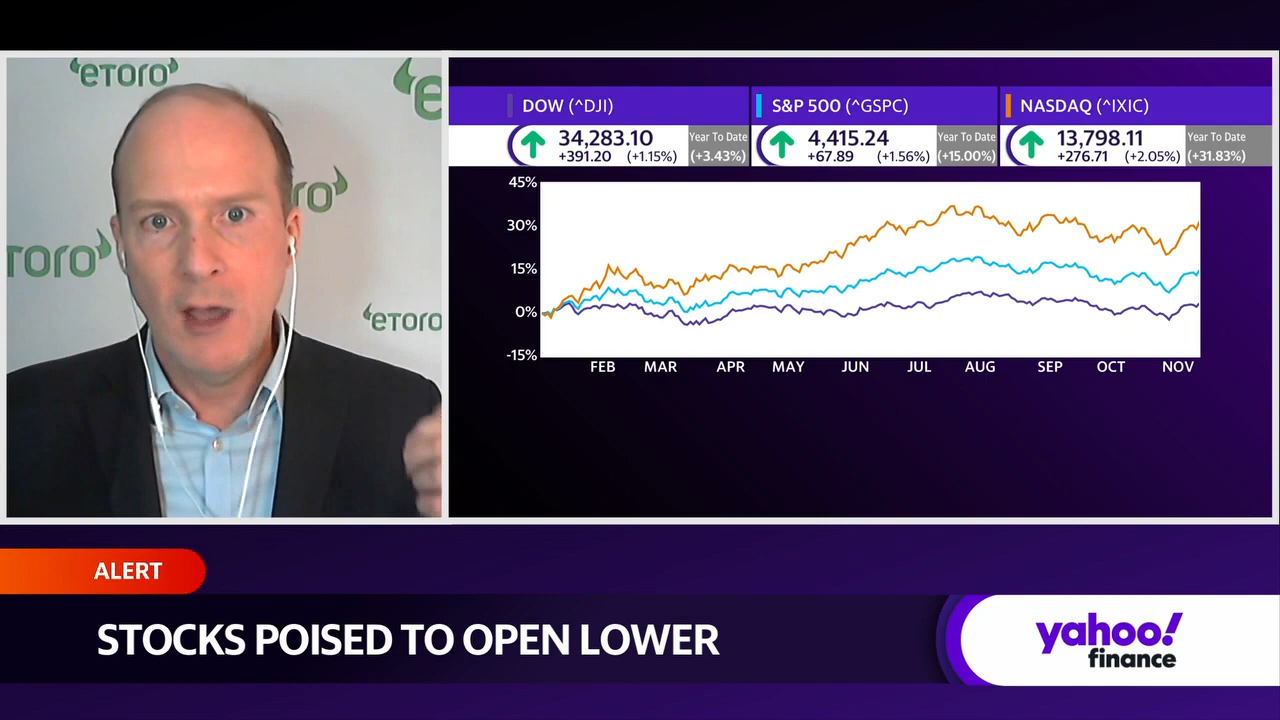 eTORO
e
TORO
TORO
eTORO
DOW (^DJI)
34,283.10
+391.20 (+1.15%)
Year To Date
(+3.43%)
S&P 500 (^GSPC)
4,415.24
+67.89 (+1.56%)
Year To Date
(+15.00%)
NASDAQ (^IXIC)
13,798.11
+276.71 (+2.05%)
Year To Date
(+31.83%)
45%
30%
15%
0%
-15%
FEB MAR APR MAY JUN JUL AUG SEP OCT NOV
ALERT
STOCKS POISED TO OPEN LOWER
yahoo!
finance